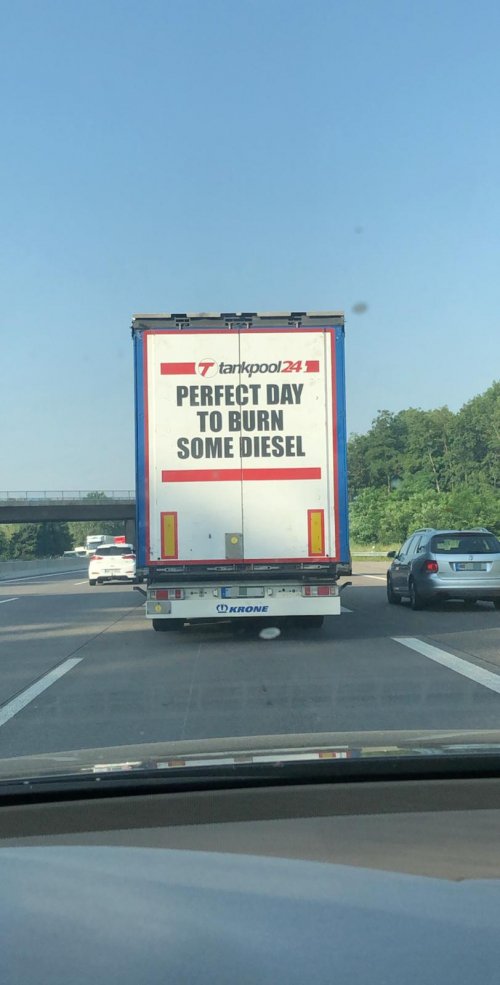 tankpool24
PERFECT DAY
TO BURN
SOME DIESEL
KRONE